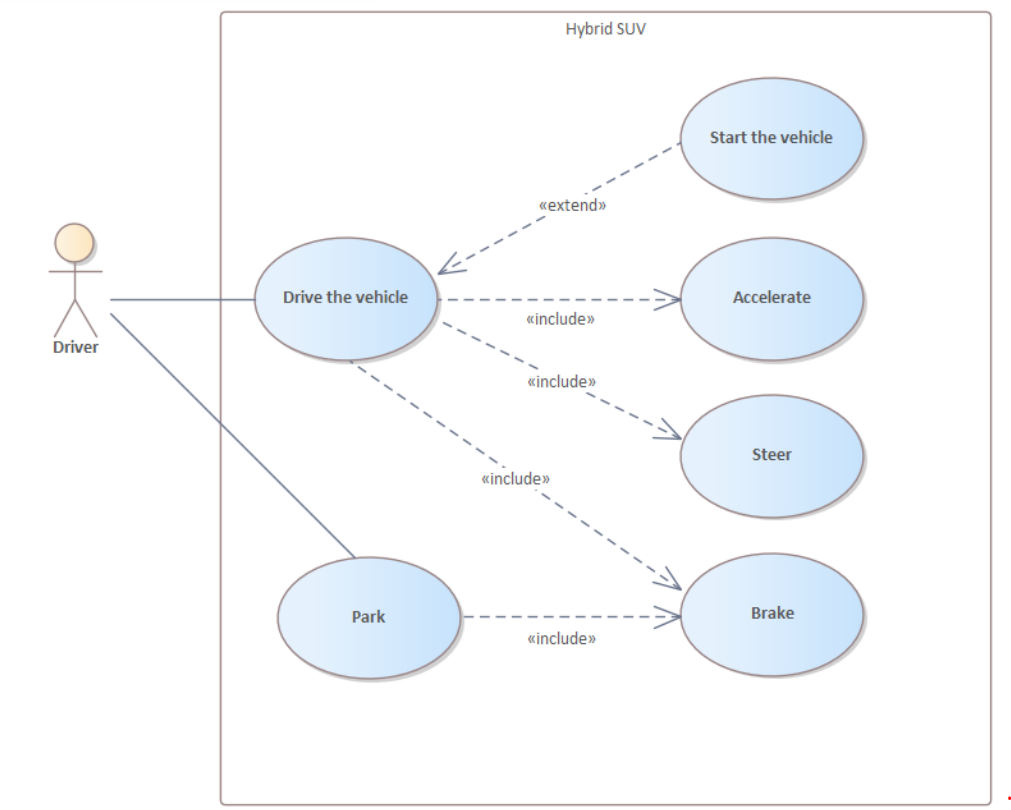 Hybrid SUV
Start the vehicle
«extend»
Drive the vehicle
Accelerate
«include»
Driver
«include»
Steer
«include»
Park
Brake
«include»